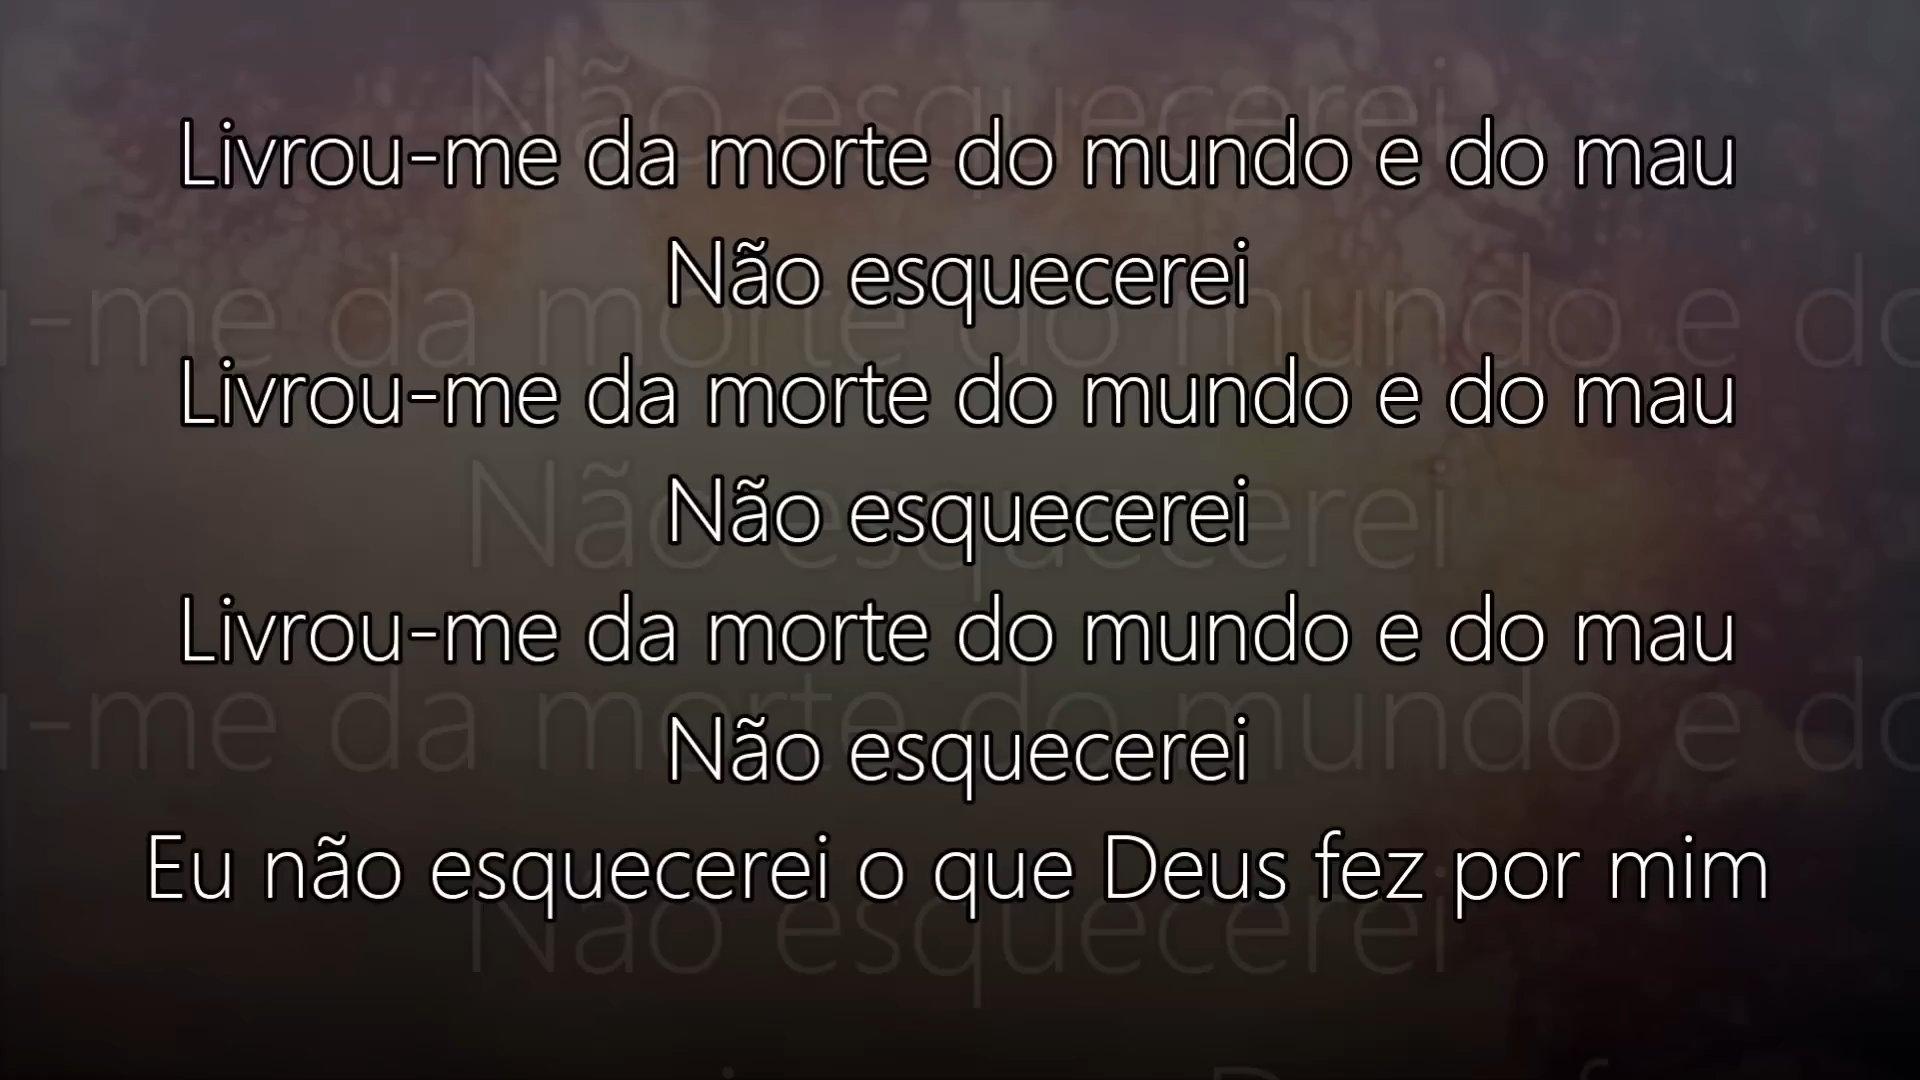 Livrou-me da morte do mundo e do mau
Não esquecerei
Livrou-me da morte do mundo e do mau
Não esquecerei
Livrou-me da morte do mundo e do mau
Não esquecerei
Eu não esquecerei o que Deus fez por mim